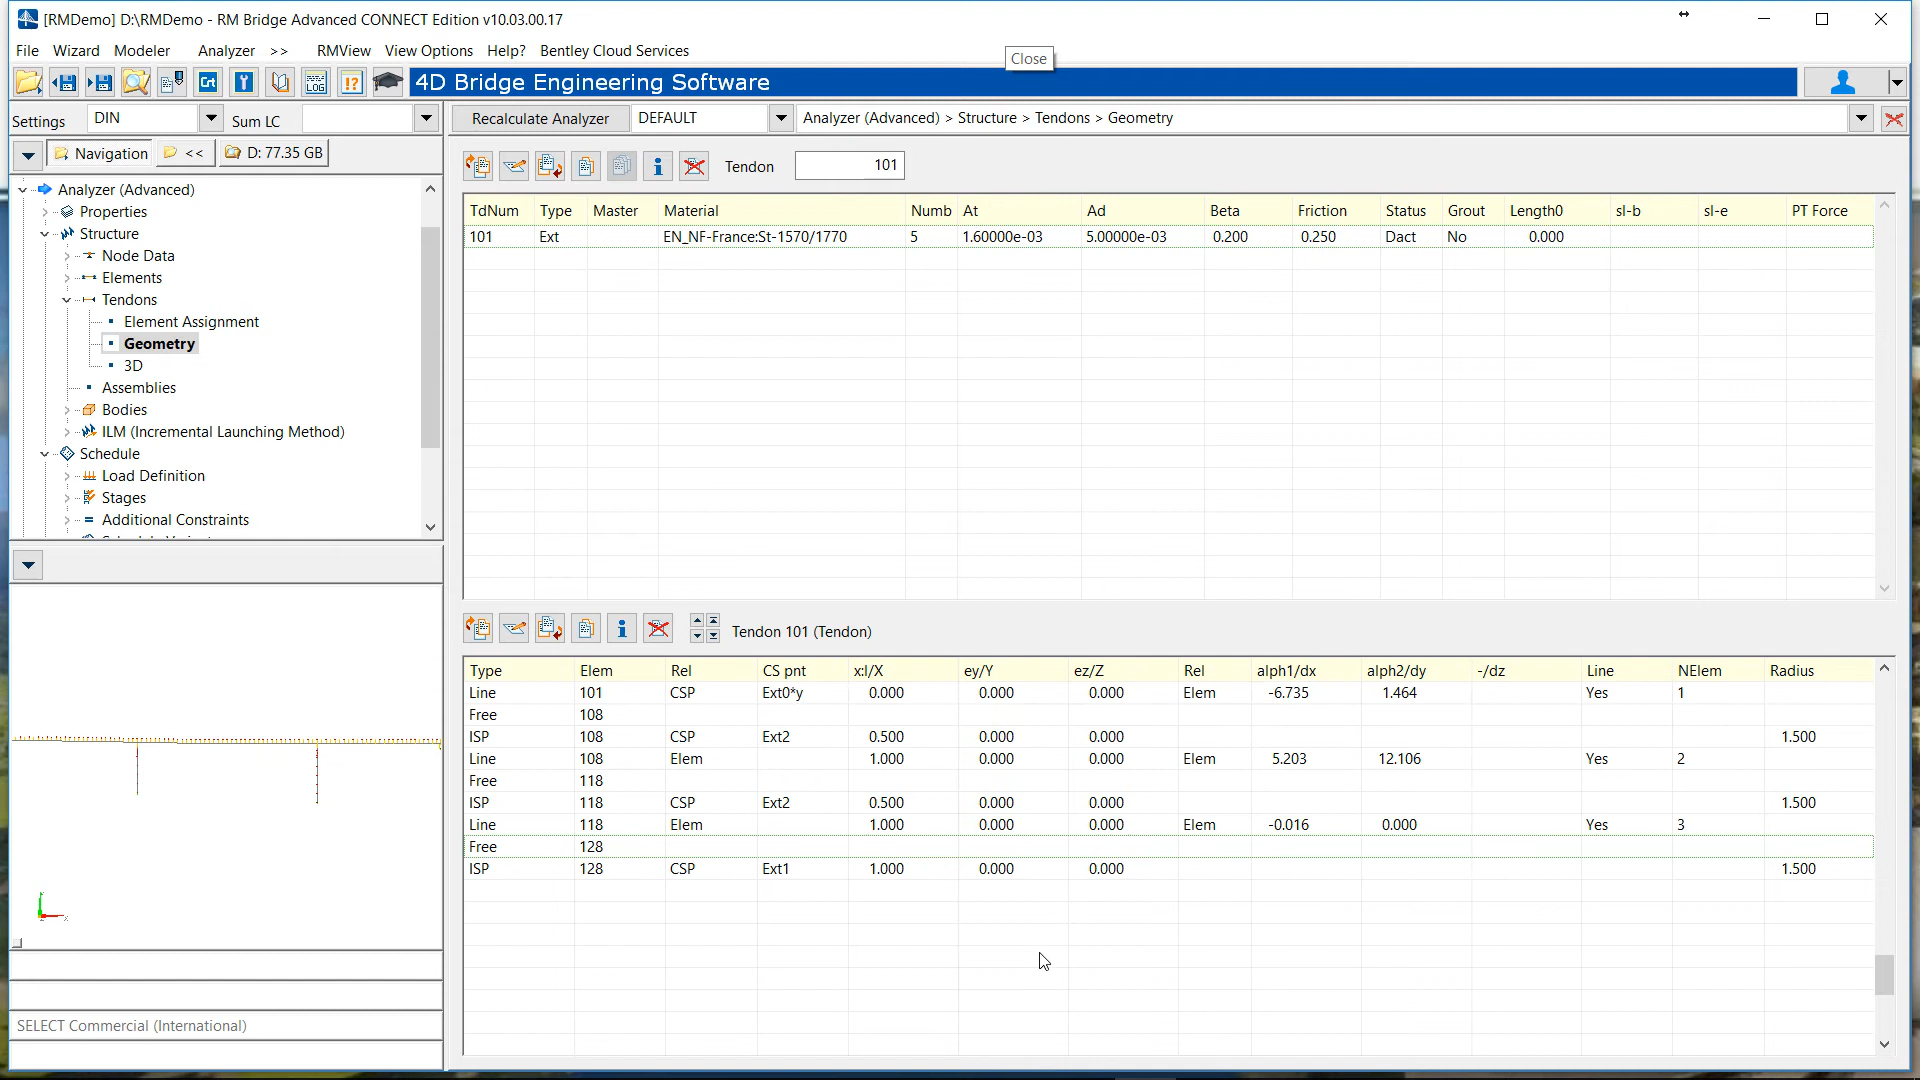 [RMDemo] D:\RMDemo - RM Bridge Advanced CONNECT Edition v10.03.00.17
File Wizard Modeler Analyzer >> RMView View Options Help? Bentley Cloud Services
Close
Crt LOG !? 4D Bridge Engineering Software
Settings DIN Sum LC
Recalculate Analyzer DEFAULT Analyzer (Advanced) > Structure > Tendons > Geometry
Navigation << D: 77.35 GB
Analyzer (Advanced)
Properties
Structure
Node Data
Elements
Tendons
Element Assignment
Geometry
3D
Assemblies
Bodies
ILM (Incremental Launching Method)
Schedule
Load Definition
Stages
Additional Constraints
SELECT Commercial (International)
Tendon 101
TdNum Type Master Material Numb At Ad Beta Friction Status Grout Length0 sl-b sl-e PT Force
101 Ext EN_NF-France:St-1570/1770 5 1.60000e-03 5.00000e-03 0.200 0.250 Dact No 0.000
Tendon 101 (Tendon)
Type Elem Rel CS pnt x:l/X ey/Y ez/Z Rel alph1/dx alph2/dy -/dz Line NElem Radius
Line 101 CSP Ext0*y 0.000 0.000 0.000 Elem -6.735 1.464 Yes 1
Free 108
ISP 108 CSP Ext2 0.500 0.000 0.000 1.500
Line 108 Elem 1.000 0.000 0.000 Elem 5.203 12.106 Yes 2
Free 118
ISP 118 CSP Ext2 0.500 0.000 0.000 1.500
Line 118 Elem 1.000 0.000 0.000 Elem -0.016 0.000 Yes 3
Free 128
ISP 128 CSP Ext1 1.000 0.000 0.000 1.500